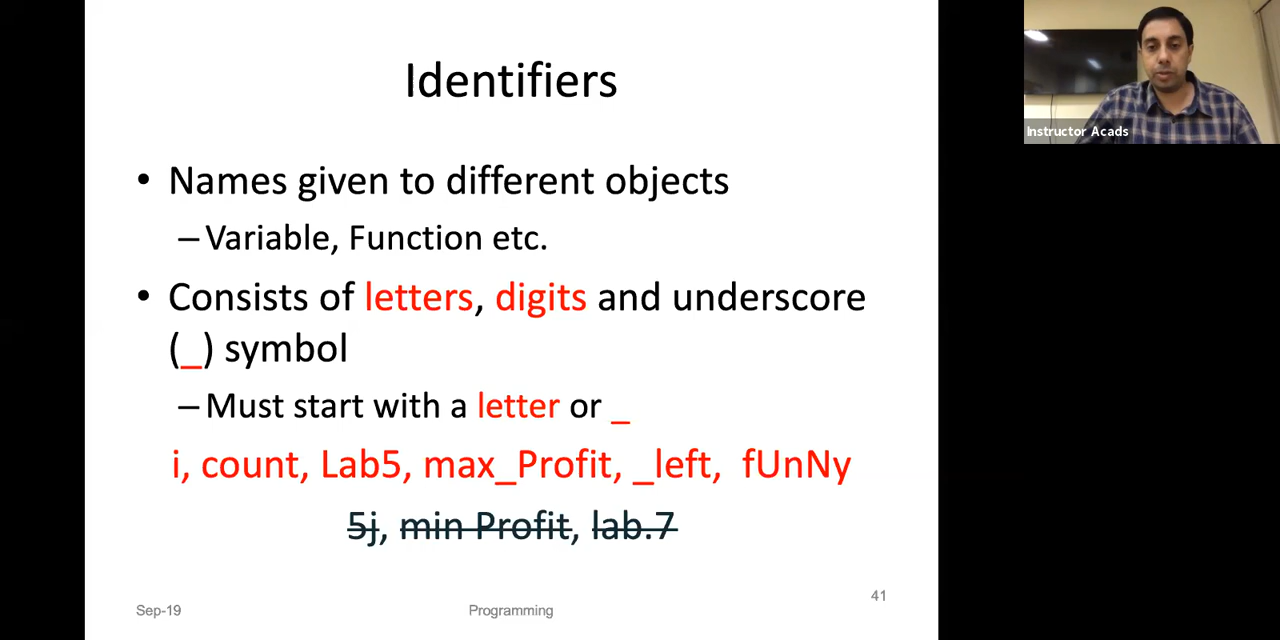 Identifiers
• Names given to different objects
– Variable, Function etc.
• Consists of letters, digits and underscore
(_) symbol
– Must start with a letter or _
i, count, Lab5, max_Profit, _left, fUnNy
5j, min Profit, lab.7
Sep-19
Programming
41
Instructor Acads